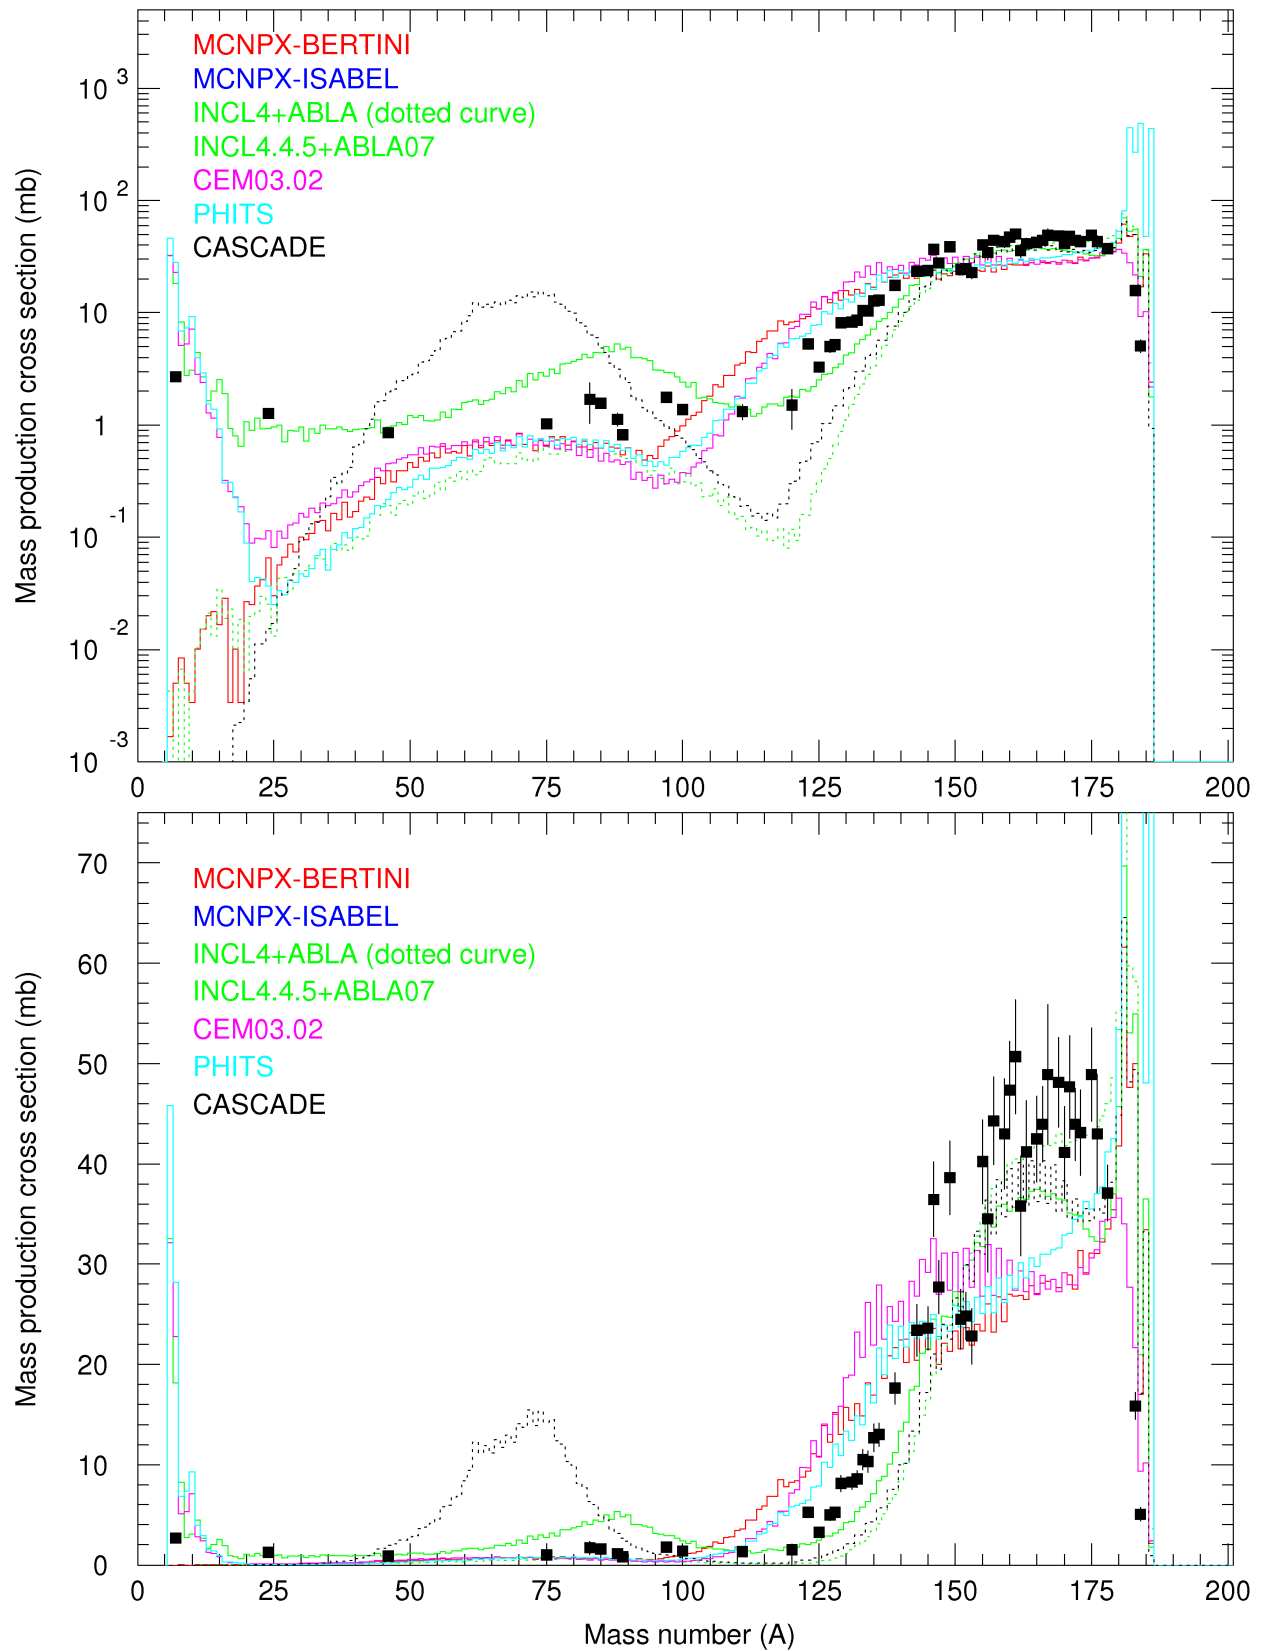 MCNPX-BERTINI
MCNPX-ISABEL
INCL4+ABLA (dotted curve)
INCL4.4.5+ABLA07
CEM03.02
PHITS
CASCADE
Mass production cross section (mb)
10 3
10 2
10
1
10 -1
10 -2
10 -3
0 25 50 75 100 125 150 175 200
MCNPX-BERTINI
MCNPX-ISABEL
INCL4+ABLA (dotted curve)
INCL4.4.5+ABLA07
CEM03.02
PHITS
CASCADE
Mass production cross section (mb)
70
60
50
40
30
20
10
0
0 25 50 75 100 125 150 175 200
Mass number (A)